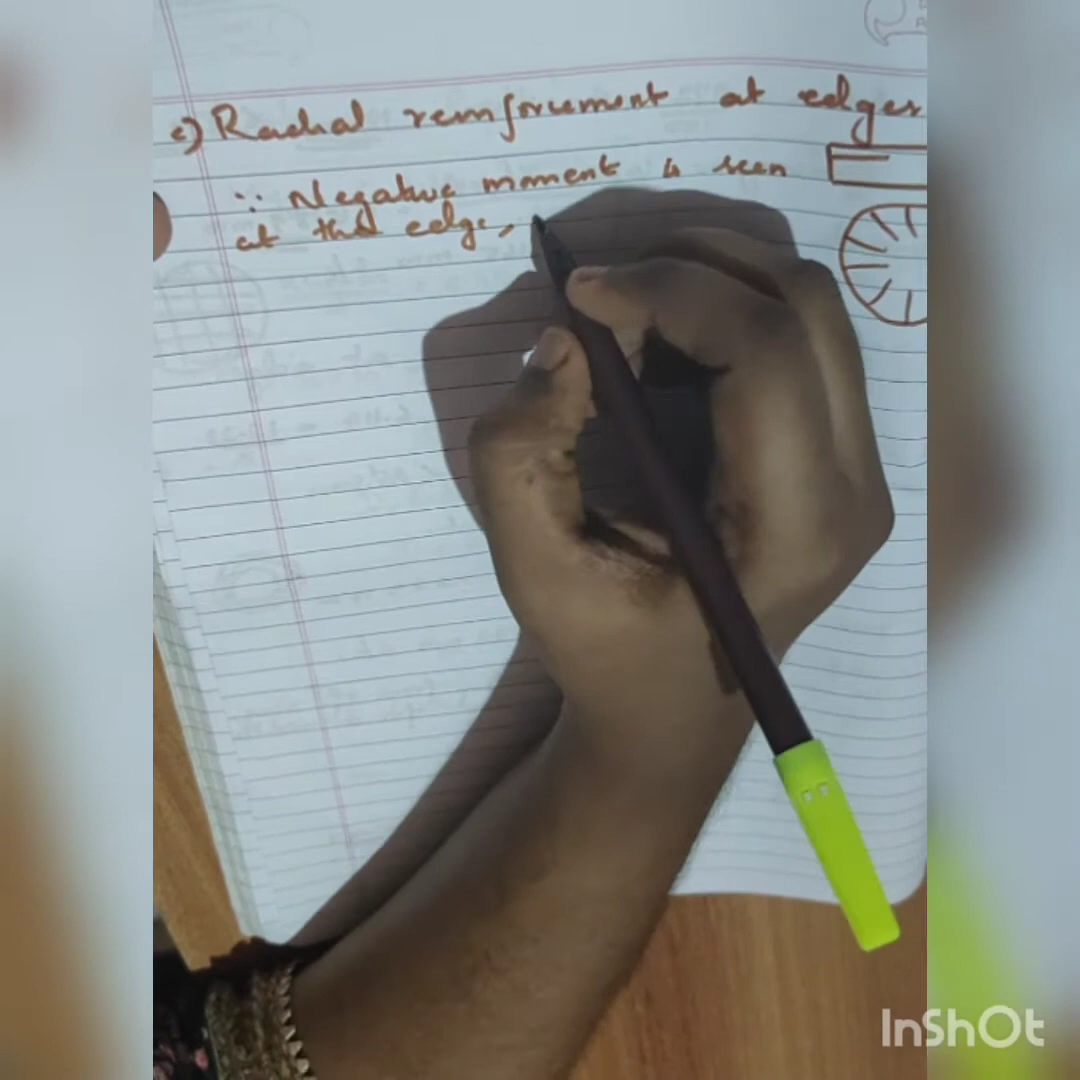 c) Radial reinforcement at edges
∵ Negative moment is seen
at the edge,
InShOt